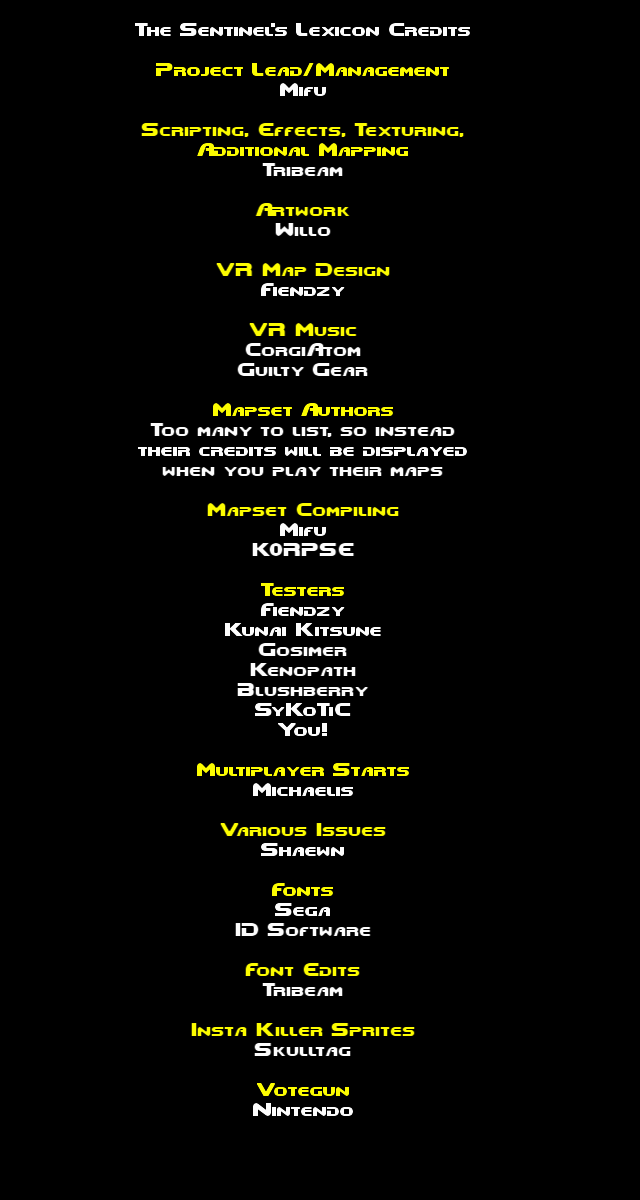 The Sentinel's Lexicon Credits
Project Lead/Management
Mifu
Scripting, Effects, Texturing,
Additional Mapping
Tribeam
Artwork
Willo
VR Map Design
Fiendzy
VR Music
CorgiAtom
Guilty Gear
Mapset Authors
Too many to list, so instead
their credits will be displayed
when you play their maps
Mapset Compiling
Mifu
K0RPSE
Testers
Fiendzy
Kunai Kitsune
Gosimer
Kenopath
Blushberry
SyKoTiC
You!
Multiplayer Starts
Michaelis
Various Issues
Shaewn
Fonts
Sega
ID Software
Font Edits
Tribeam
Insta Killer Sprites
Skulltag
Votegun
Nintendo